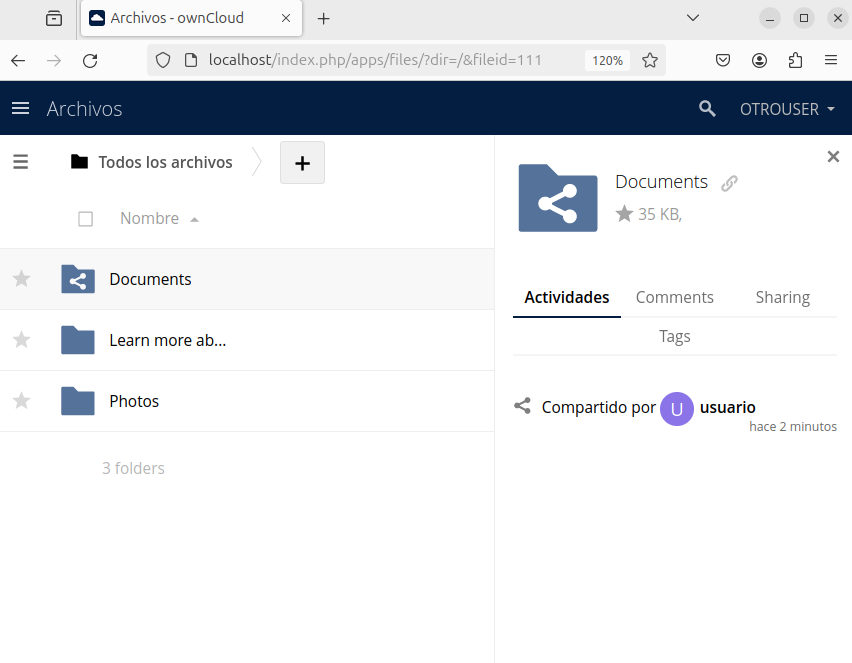 Archivos - ownCloud
localhost/index.php/apps/files/?dir=/&fileid=111
120%
Archivos
OTROUSER
Todos los archivos
Nombre
Documents
Learn more ab...
Photos
3 folders
Documents
35 KB,
Actividades
Comments
Sharing
Tags
Compartido por U usuario
hace 2 minutos